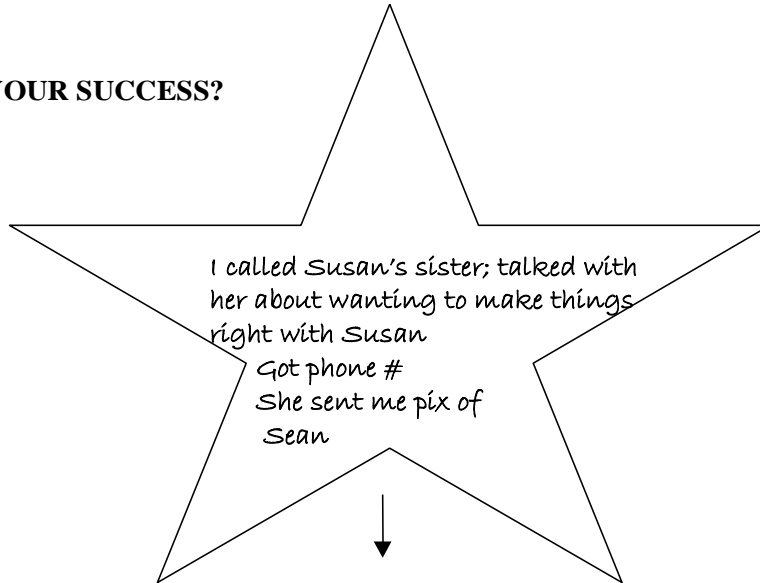 YOUR SUCCESS?
I called Susan's sister; talked with
her about wanting to make things
right with Susan
Got phone #
She sent me pix of
Sean